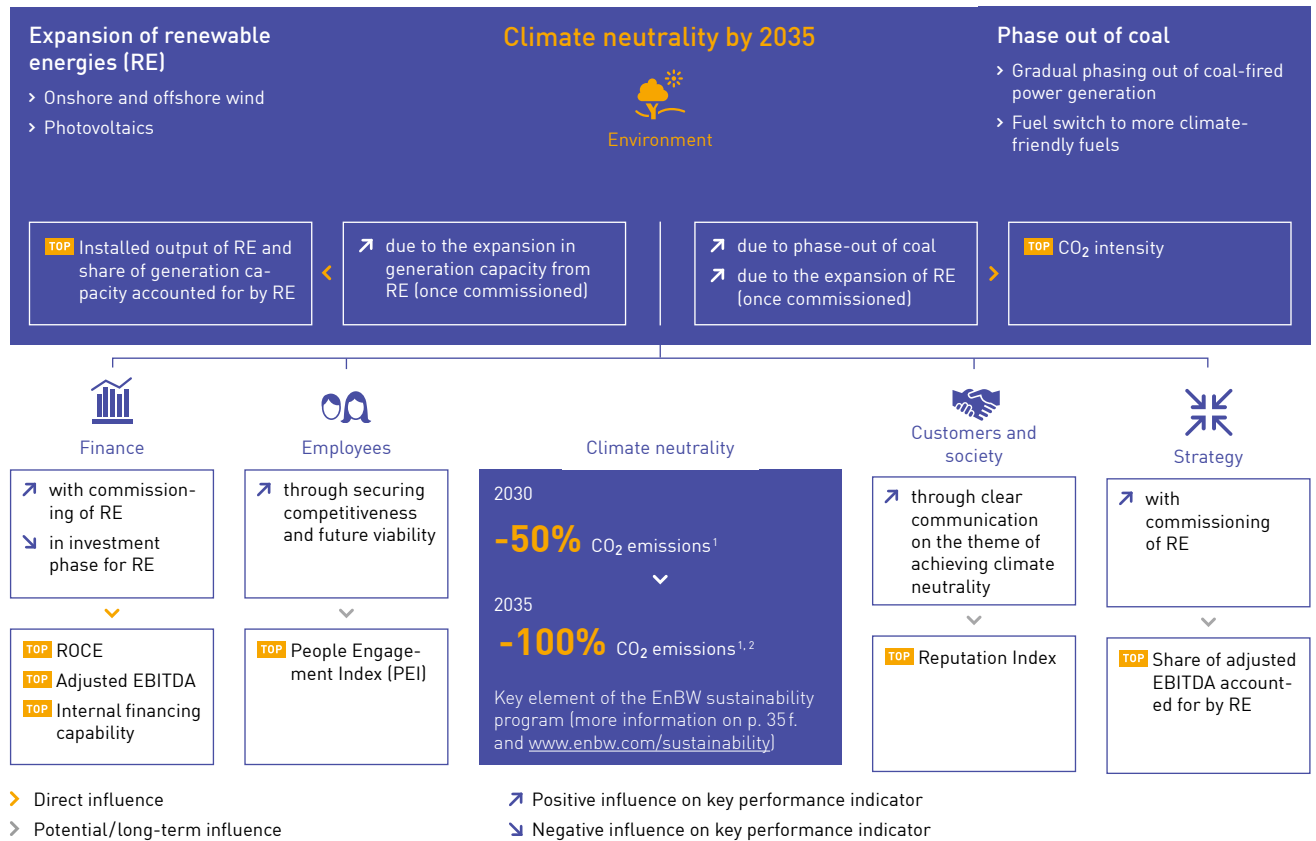 Expansion of renewable
energies (RE)
› Onshore and offshore wind
› Photovoltaics
Climate neutrality by 2035
Environment
Phase out of coal
› Gradual phasing out of coal-fired
power generation
› Fuel switch to more climate-
friendly fuels
TOP Installed output of RE and
share of generation ca-
pacity accounted for by RE
↗ due to the expansion in
generation capacity from
RE (once commissioned)
↗ due to phase-out of coal
↗ due to the expansion of RE
(once commissioned)
TOP CO₂ intensity
Finance
↗ with commission-
ing of RE
↘ in investment
phase for RE
TOP ROCE
TOP Adjusted EBITDA
TOP Internal financing
capability
Employees
↗ through securing
competitiveness
and future viability
TOP People Engage-
ment Index (PEI)
Climate neutrality
2030
-50% CO₂ emissions¹
2035
-100% CO₂ emissions¹,²
Key element of the EnBW sustainability
program (more information on p. 35 f.
and www.enbw.com/sustainability)
Customers and
society
↗ through clear
communication
on the theme of
achieving climate
neutrality
TOP Reputation Index
Strategy
↗ with
commissioning
of RE
TOP Share of adjusted
EBITDA account-
ed for by RE
› Direct influence
› Potential/long-term influence
↗ Positive influence on key performance indicator
↘ Negative influence on key performance indicator